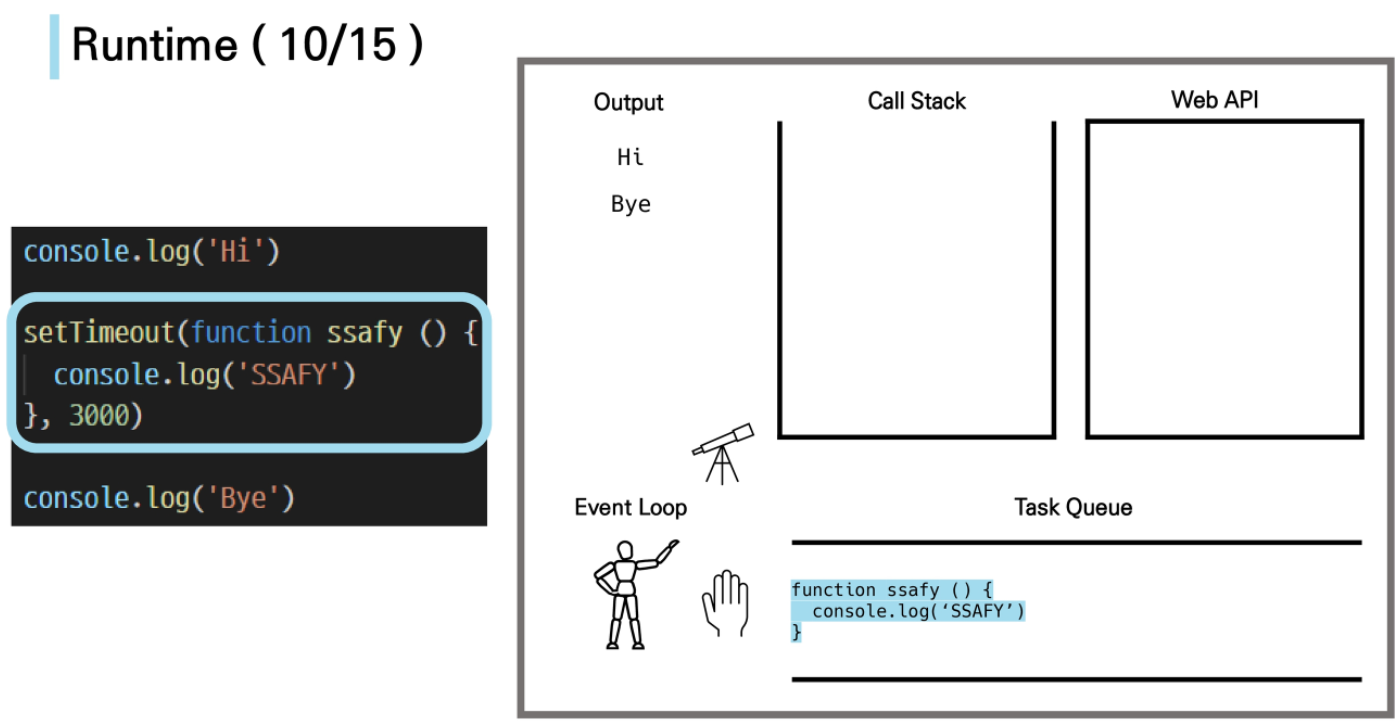 Runtime ( 10/15 )
console.log('Hi')
setTimeout(function ssafy () {
  console.log('SSAFY')
}, 3000)
console.log('Bye')
Output
Hi
Bye
Call Stack
Web API
Event Loop
Task Queue
function ssafy () {
  console.log(‘SSAFY’)
}